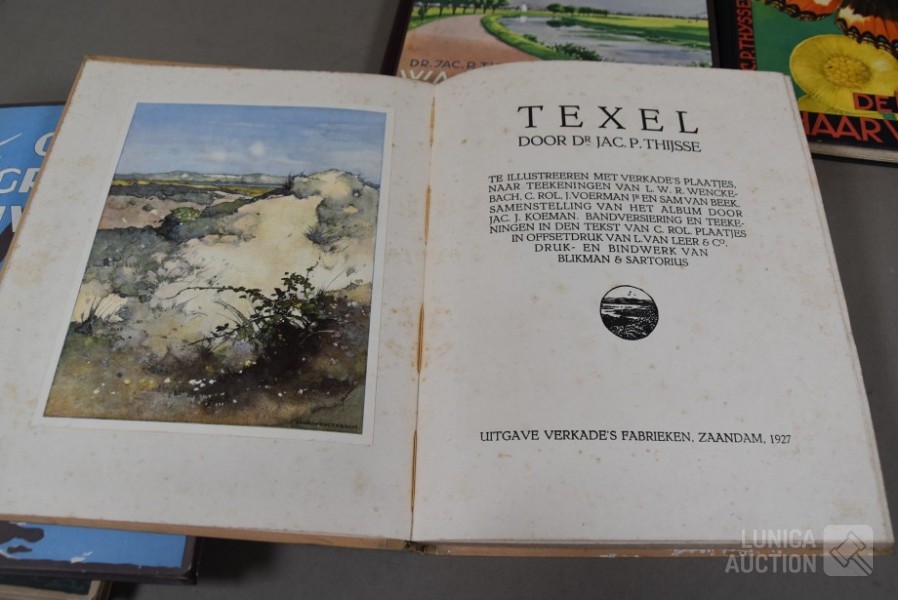 DR. JAC. P. T
TEXEL
DOOR DR JAC. P. THIJSSE
TE ILLUSTREEREN MET VERKADE'S PLAATJES,
NAAR TEEKENINGEN VAN L. W. R. WENCKE-
BACH, C. ROL, J. VOERMAN JR EN SAM VAN BEEK.
SAMENSTELLING VAN HET ALBUM DOOR
JAC. J. KOEMAN. BANDVERSIERING EN TEEKE-
NINGEN IN DEN TEKST VAN C. ROL. PLAATJES
IN OFFSETDRUK VAN L. VAN LEER & CO.
DRUK- EN BINDWERK VAN
BLIKMAN & SARTORIUS
UITGAVE VERKADE'S FABRIEKEN, ZAANDAM, 1927
LUNICA
AUCTION